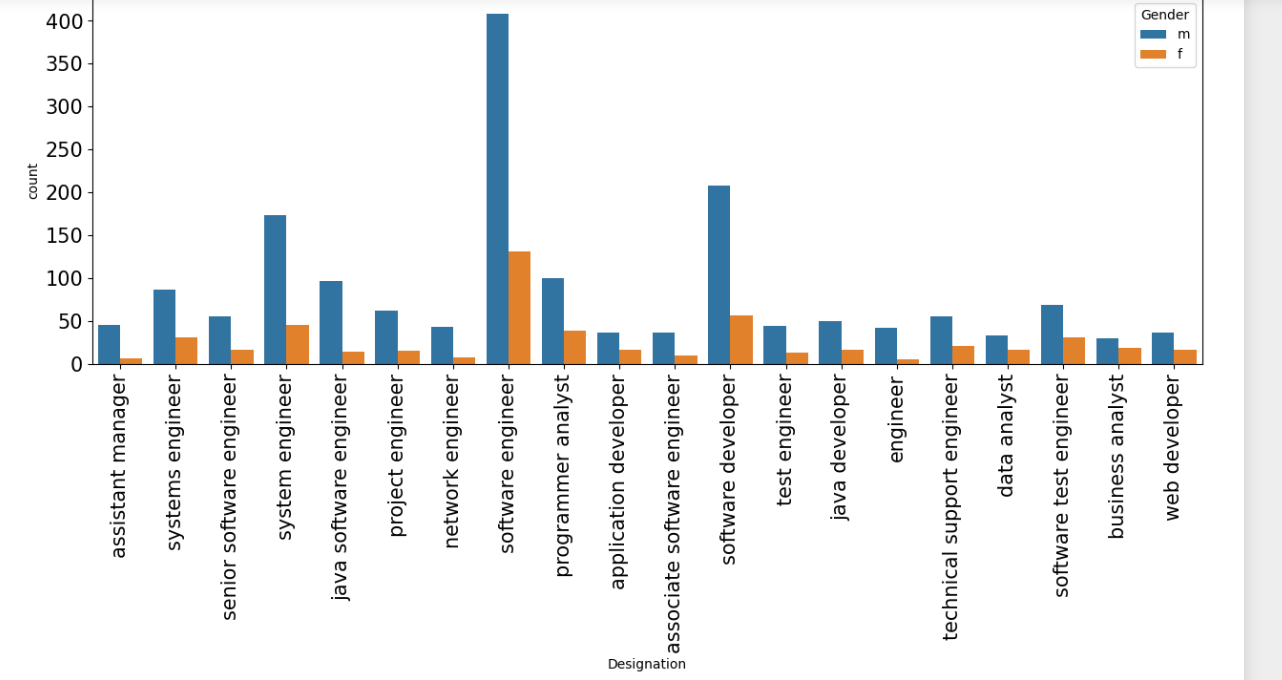 400
350
300
250
200
150
100
50
0
count
Gender
m
f
assistant manager
systems engineer
senior software engineer
system engineer
java software engineer
project engineer
network engineer
software engineer
programmer analyst
application developer
associate software engineer
software developer
test engineer
java developer
engineer
technical support engineer
data analyst
software test engineer
business analyst
web developer
Designation